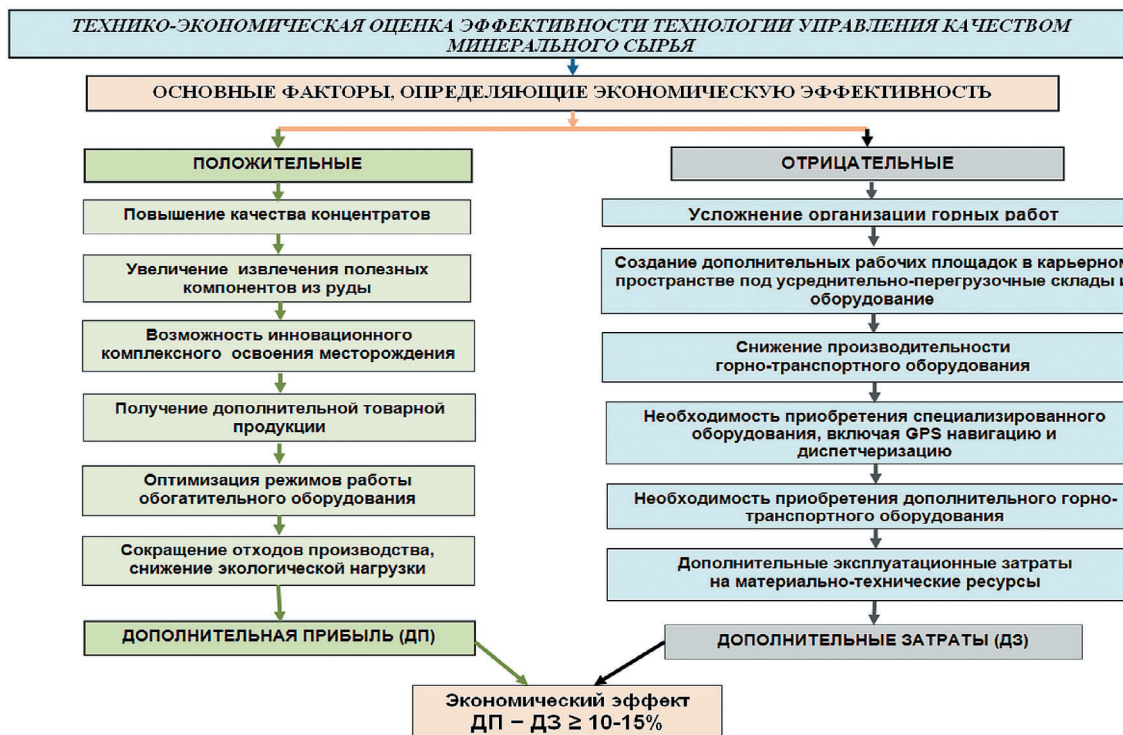 ТЕХНИКО-ЭКОНОМИЧЕСКАЯ ОЦЕНКА ЭФФЕКТИВНОСТИ ТЕХНОЛОГИИ УПРАВЛЕНИЯ КАЧЕСТВОМ
МИНЕРАЛЬНОГО СЫРЬЯ
ОСНОВНЫЕ ФАКТОРЫ, ОПРЕДЕЛЯЮЩИЕ ЭКОНОМИЧЕСКУЮ ЭФФЕКТИВНОСТЬ
ПОЛОЖИТЕЛЬНЫЕ
Повышение качества концентратов
Увеличение извлечения полезных
компонентов из руды
Возможность инновационного
комплексного освоения месторождения
Получение дополнительной товарной
продукции
Оптимизация режимов работы
обогатительного оборудования
Сокращение отходов производства,
снижение экологической нагрузки
ДОПОЛНИТЕЛЬНАЯ ПРИБЫЛЬ (ДП)
ОТРИЦАТЕЛЬНЫЕ
Усложнение организации горных работ
Создание дополнительных рабочих площадок в карьерном
пространстве под усреднительно-перегрузочные склады и
оборудование
Снижение производительности
горно-транспортного оборудования
Необходимость приобретения специализированного
оборудования, включая GPS навигацию и
диспетчеризацию
Необходимость приобретения дополнительного горно-
транспортного оборудования
Дополнительные эксплуатационные затраты
на материально-технические ресурсы
ДОПОЛНИТЕЛЬНЫЕ ЗАТРАТЫ (ДЗ)
Экономический эффект
ДП – ДЗ ≥ 10-15%